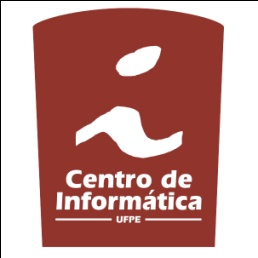 Centro de
Informática
UFPE